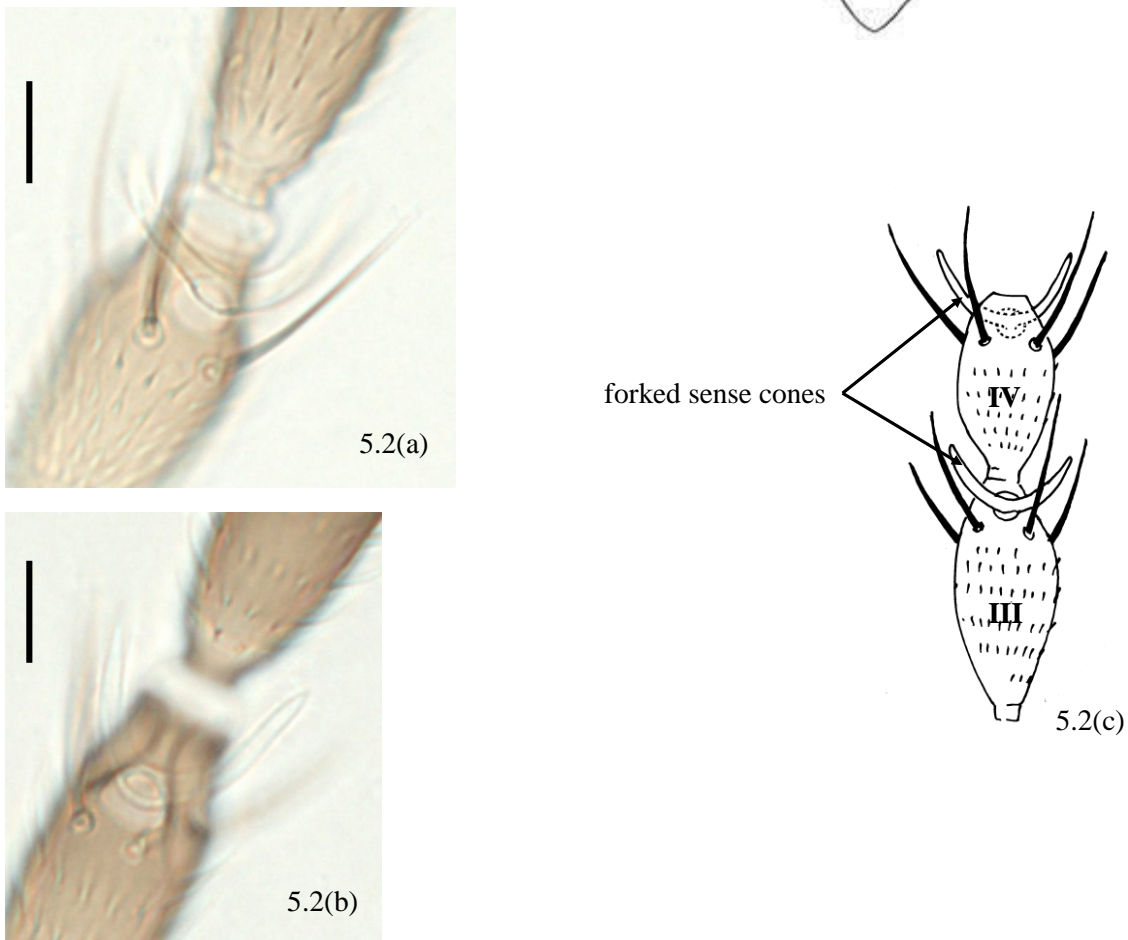 5.2(a)
forked sense cones
IV
III
5.2(c)
5.2(b)